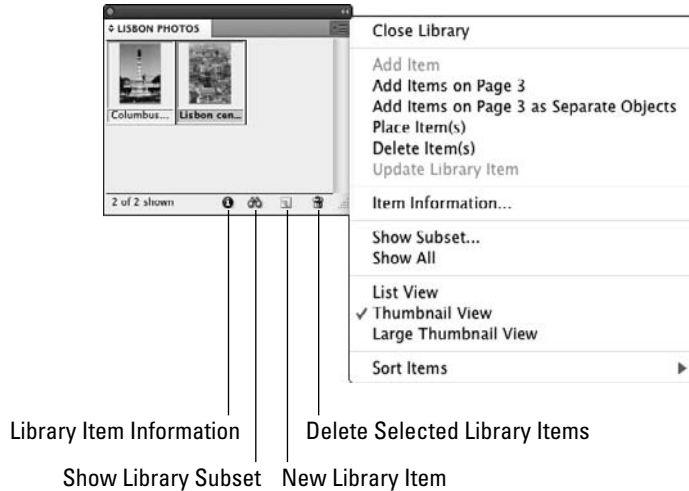 LISBON PHOTOS
Columbus...
Lisbon cen...
2 of 2 shown
Close Library
Add Item
Add Items on Page 3
Add Items on Page 3 as Separate Objects
Place Item(s)
Delete Item(s)
Update Library Item
Item Information...
Show Subset...
Show All
List View
✓ Thumbnail View
Large Thumbnail View
Sort Items
Library Item Information
Delete Selected Library Items
Show Library Subset
New Library Item